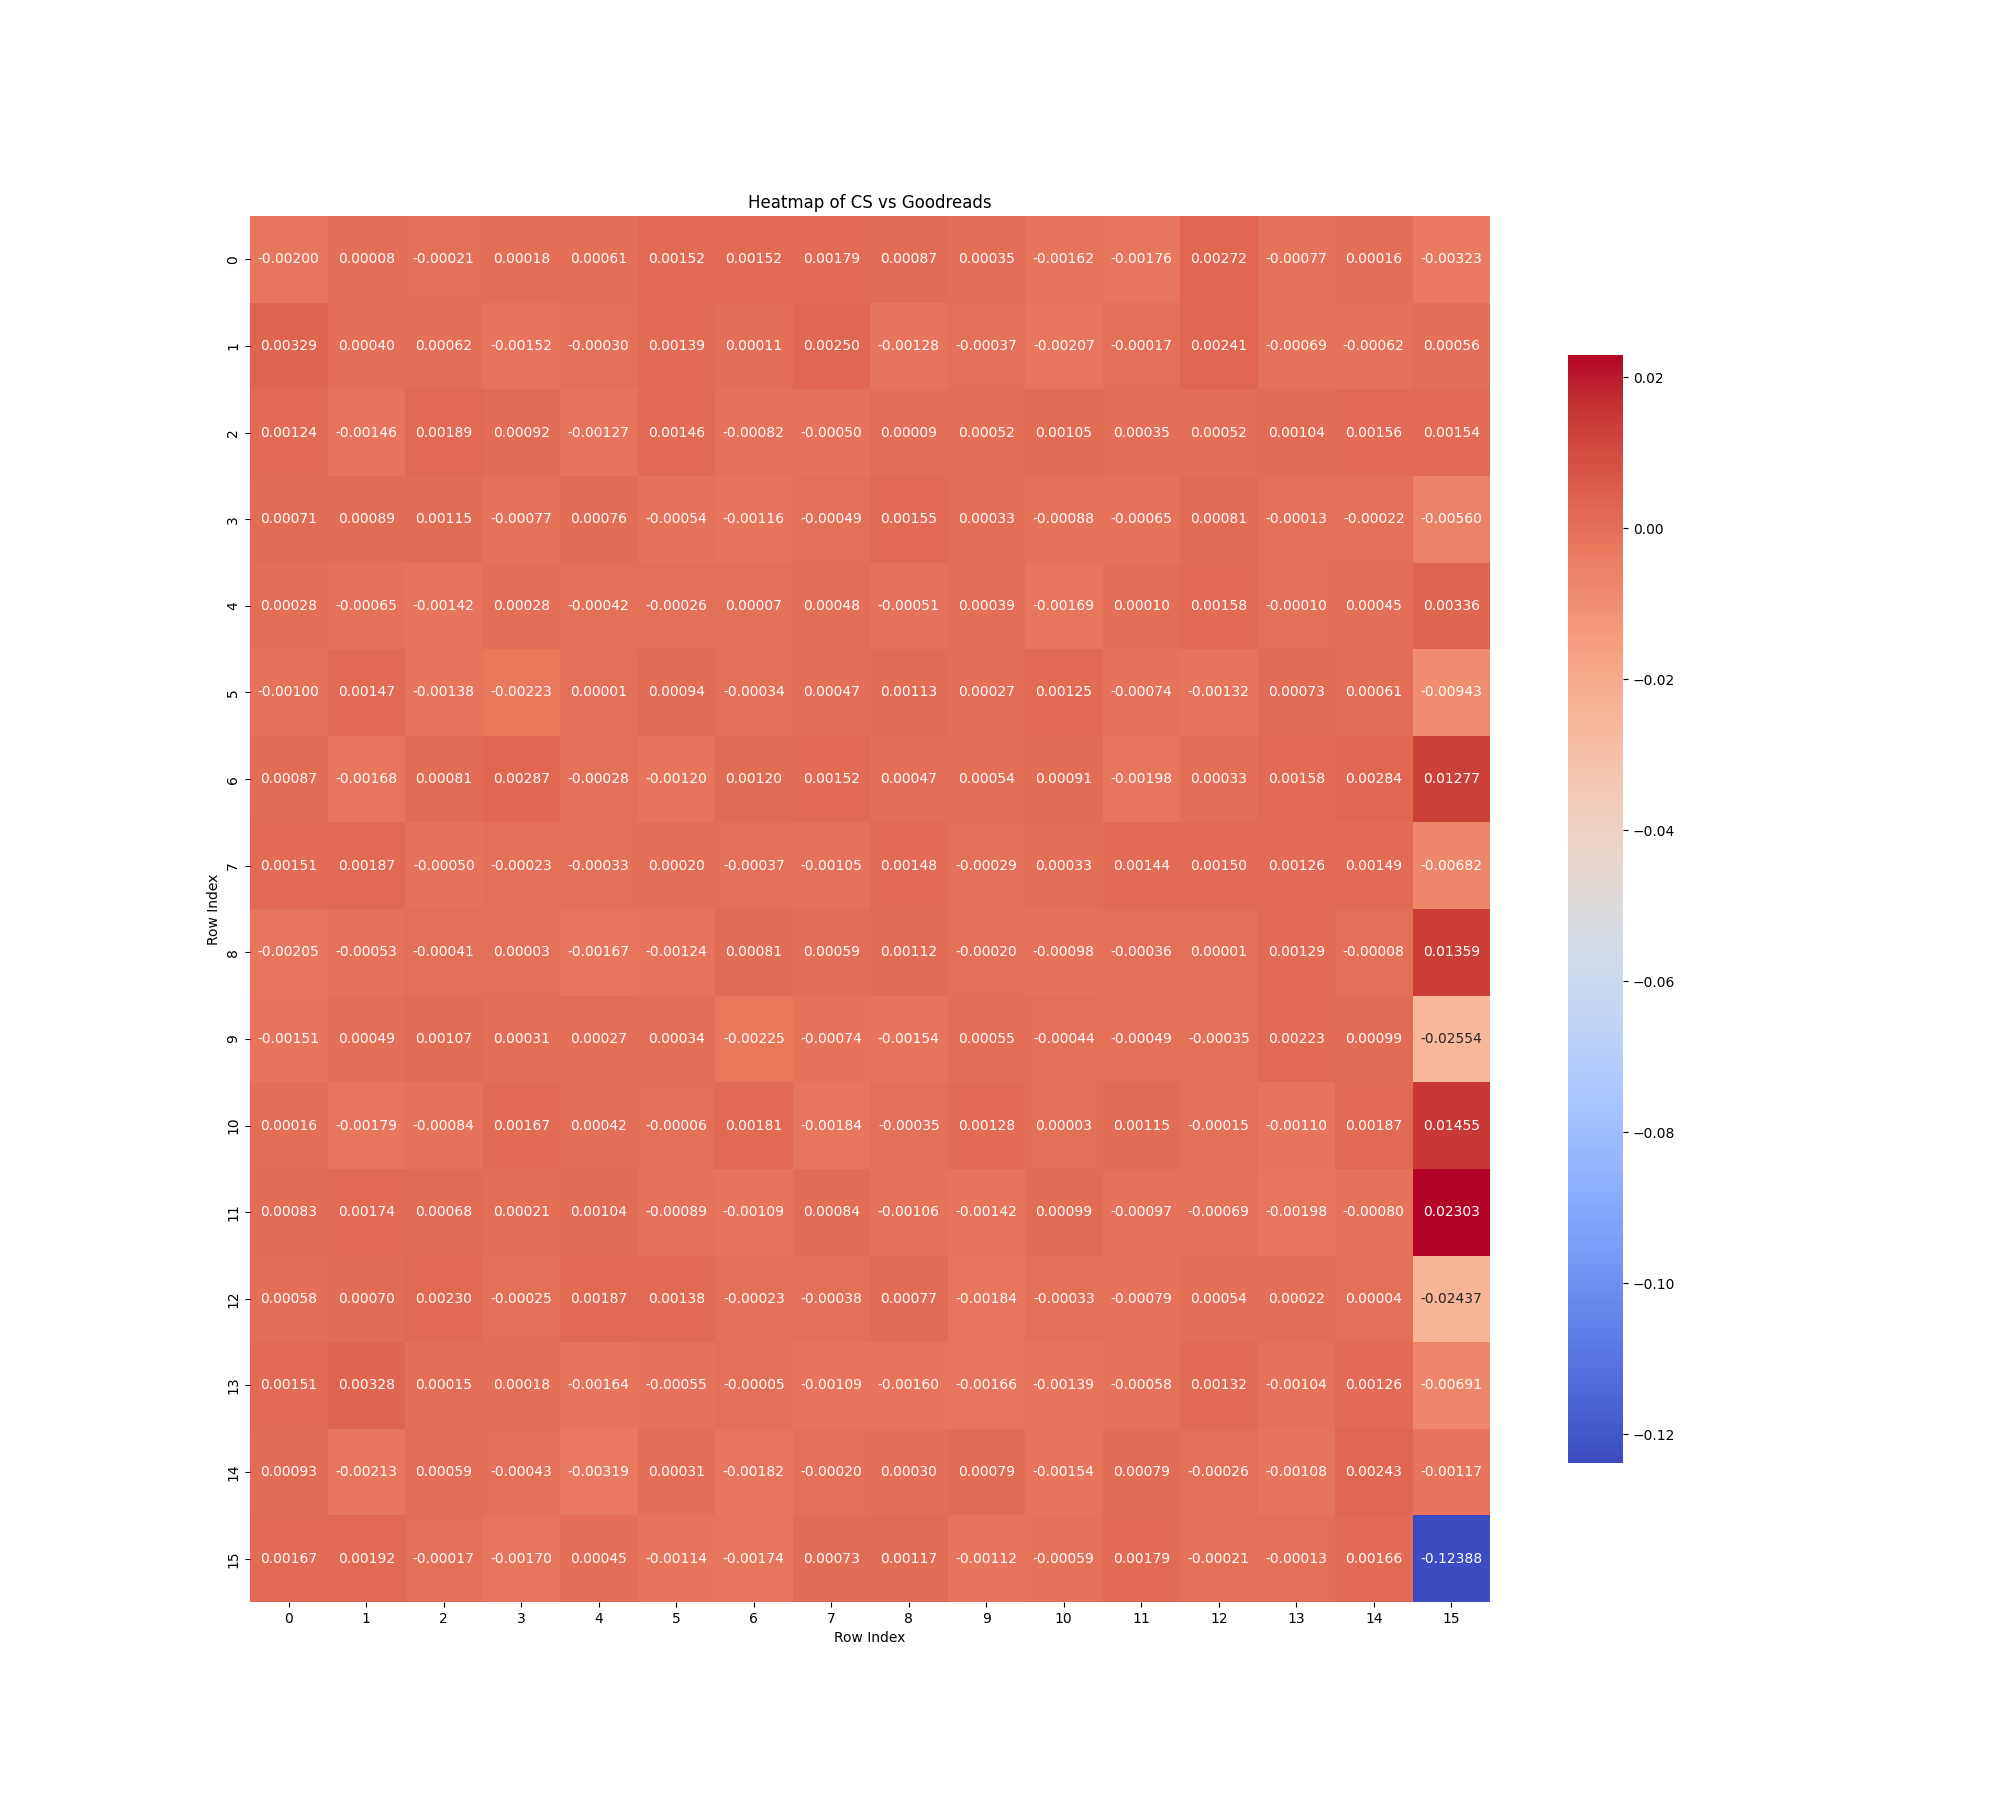 Heatmap of CS vs Goodreads
0 -0.00200 0.00008 -0.00021 0.00018 0.00061 0.00152 0.00152 0.00179 0.00087 0.00035 -0.00162 -0.00176 0.00272 -0.00077 0.00016 -0.00323
1 0.00329 0.00040 0.00062 -0.00152 -0.00030 0.00139 0.00011 0.00250 -0.00128 -0.00037 -0.00207 -0.00017 0.00241 -0.00069 -0.00062 0.00056
2 0.00124 -0.00146 0.00189 0.00092 -0.00127 0.00146 -0.00082 -0.00050 0.00009 0.00052 0.00105 0.00035 0.00052 0.00104 0.00156 0.00154
3 0.00071 0.00089 0.00115 -0.00077 0.00076 -0.00054 -0.00116 -0.00049 0.00155 0.00033 -0.00088 -0.00065 0.00081 -0.00013 -0.00022 -0.00560
4 0.00028 -0.00065 -0.00142 0.00028 -0.00042 -0.00026 0.00007 0.00048 -0.00051 0.00039 -0.00169 0.00010 0.00158 -0.00010 0.00045 0.00336
5 -0.00100 0.00147 -0.00138 -0.00223 0.00001 0.00094 -0.00034 0.00047 0.00113 0.00027 0.00125 -0.00074 -0.00132 0.00073 0.00061 -0.00943
6 0.00087 -0.00168 0.00081 0.00287 -0.00028 -0.00120 0.00120 0.00152 0.00047 0.00054 0.00091 -0.00198 0.00033 0.00158 0.00284 0.01277
7 0.00151 0.00187 -0.00050 -0.00023 -0.00033 0.00020 -0.00037 -0.00105 0.00148 -0.00029 0.00033 0.00144 0.00150 0.00126 0.00149 -0.00682
Row Index
8 -0.00205 -0.00053 -0.00041 0.00003 -0.00167 -0.00124 0.00081 0.00059 0.00112 -0.00020 -0.00098 -0.00036 0.00001 0.00129 -0.00008 0.01359
9 -0.00151 0.00049 0.00107 0.00031 0.00027 0.00034 -0.00225 -0.00074 -0.00154 0.00055 -0.00044 -0.00049 -0.00035 0.00223 0.00099 -0.02554
10 0.00016 -0.00179 -0.00084 0.00167 0.00042 -0.00006 0.00181 -0.00184 -0.00035 0.00128 0.00003 0.00115 -0.00015 -0.00110 0.00187 0.01455
11 0.00083 0.00174 0.00068 0.00021 0.00104 -0.00089 -0.00109 0.00084 -0.00106 -0.00142 0.00099 -0.00097 -0.00069 -0.00198 -0.00080 0.02303
12 0.00058 0.00070 0.00230 -0.00025 0.00187 0.00138 -0.00023 -0.00038 0.00077 -0.00184 -0.00033 -0.00079 0.00054 0.00022 0.00004 -0.02437
13 0.00151 0.00328 0.00015 0.00018 -0.00164 -0.00055 -0.00005 -0.00109 -0.00160 -0.00166 -0.00139 -0.00058 0.00132 -0.00104 0.00126 -0.00691
14 0.00093 -0.00213 0.00059 -0.00043 -0.00319 0.00031 -0.00182 -0.00020 0.00030 0.00079 -0.00154 0.00079 -0.00026 -0.00108 0.00243 -0.00117
15 0.00167 0.00192 -0.00017 -0.00170 0.00045 -0.00114 -0.00174 0.00073 0.00117 -0.00112 -0.00059 0.00179 -0.00021 -0.00013 0.00166 -0.12388
0 1 2 3 4 5 6 7 8 9 10 11 12 13 14 15
Row Index
0.02
0.00
−0.02
−0.04
−0.06
−0.08
−0.10
−0.12